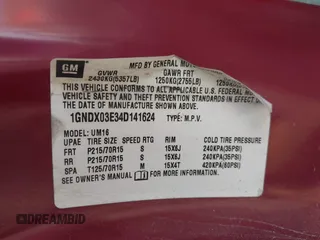 GM
MFD BY GENERAL MOTORS
GVWR GAWR FRT
2430KG(5357LB) 1250KG(2755LB)
THIS VEHICLE CONFORMS TO ALL APPLICABLE U.S. FEDERAL
VEHICLE SAFETY AND THEFT PREVENTION STANDARDS IN EFFECT ON
THE DATE OF MANUFACTURE SHOWN ABOVE.
1GNDX03E34D141624 TYPE: M.P.V.
MODEL: UM16
UPAE TIRE SIZE SPEED RTG RIM COLD TIRE PRESSURE
FRT P215/70R15 S 15X6J 240KPA(35PSI)
RR P215/70R15 S 15X6J 240KPA(35PSI)
SPA T125/70R15 M 15X4T 420KPA(60PSI)
SEE OWNER'S MANUAL FOR ADDITIONAL INFORMATION.
DREAMBID